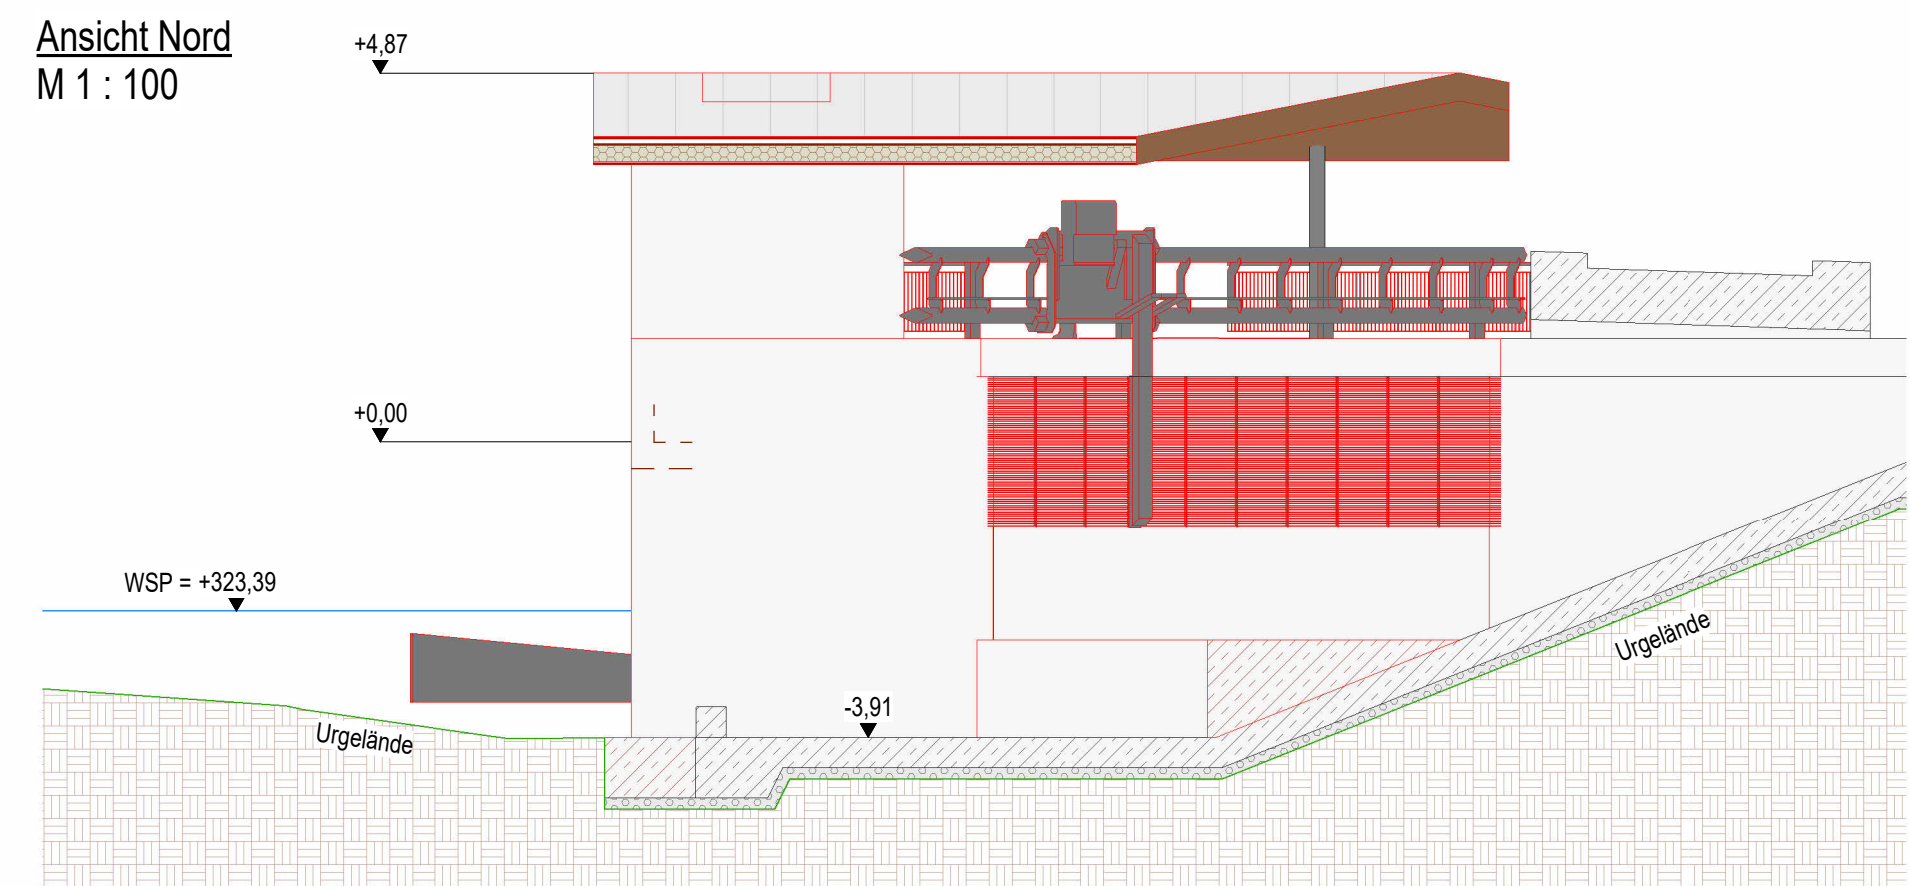 Ansicht Nord
M 1 : 100
+4,87
+0,00
WSP = +323,39
Urgelände
-3,91
Urgelände